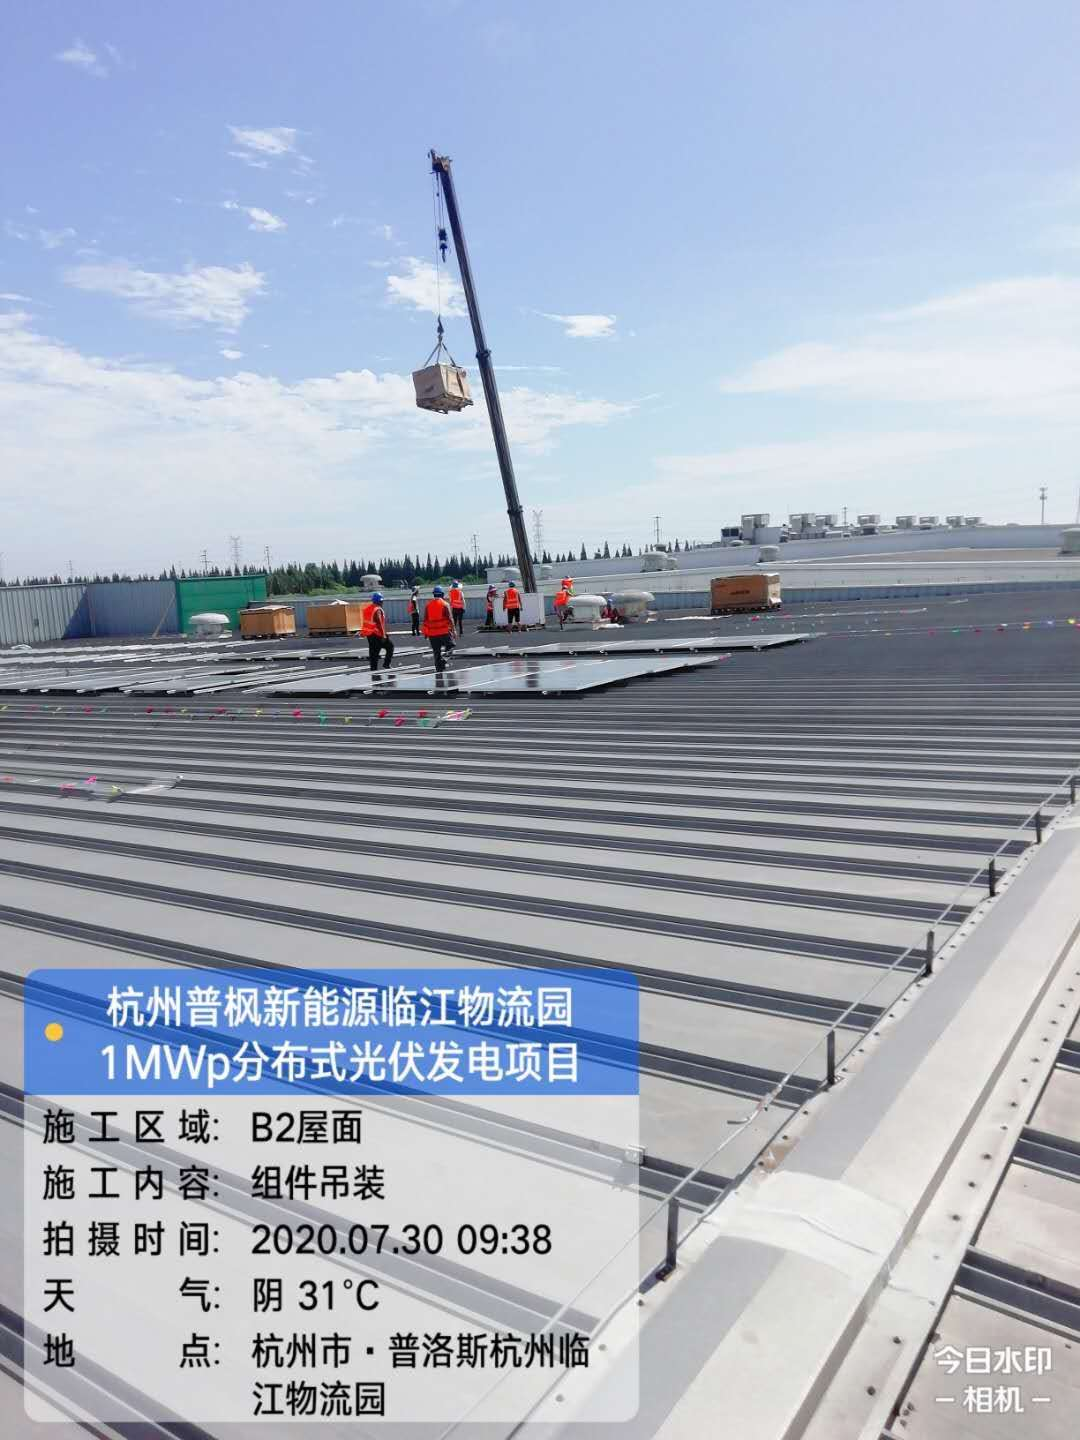 杭州普枫新能源临江物流园
1MWp分布式光伏发电项目
施工区域: B2屋面
施工内容: 组件吊装
拍摄时间: 2020.07.30 09:38
天气: 阴 31℃
地点: 杭州市·普洛斯杭州临
江物流园
今日水印
-相机-